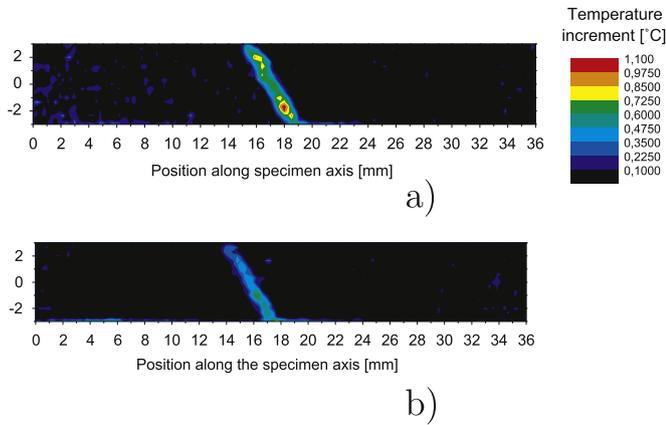 Temperature
increment [˚C]
1,100
0,9750
0,8500
0,7250
0,6000
0,4750
0,3500
0,2250
0,1000
2
0
-2
0 2 4 6 8 10 12 14 16 18 20 22 24 26 28 30 32 34 36
Position along specimen axis [mm]
a)
2
0
-2
0 2 4 6 8 10 12 14 16 18 20 22 24 26 28 30 32 34 36
Position along the specimen axis [mm]
b)